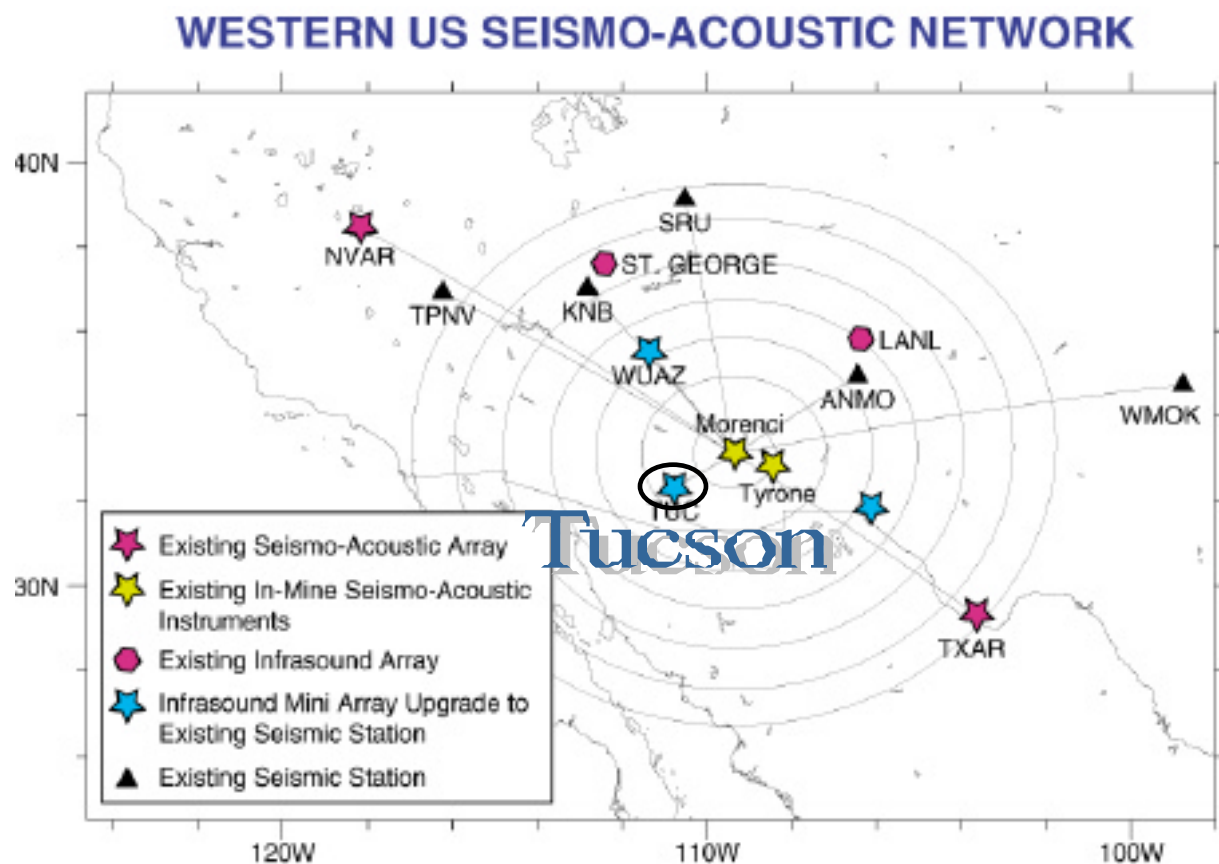 WESTERN US SEISMO-ACOUSTIC NETWORK
40N
SRU
NVAR
ST. GEORGE
KNB
TPNV
LANL
WUAZ
ANMO
WMOK
Morenci
Tyrone
TUC
Tucson
30N
TXAR
Existing Seismo-Acoustic Array
Existing In-Mine Seismo-Acoustic
Instruments
Existing Infrasound Array
Infrasound Mini Array Upgrade to
Existing Seismic Station
Existing Seismic Station
120W
110W
100W